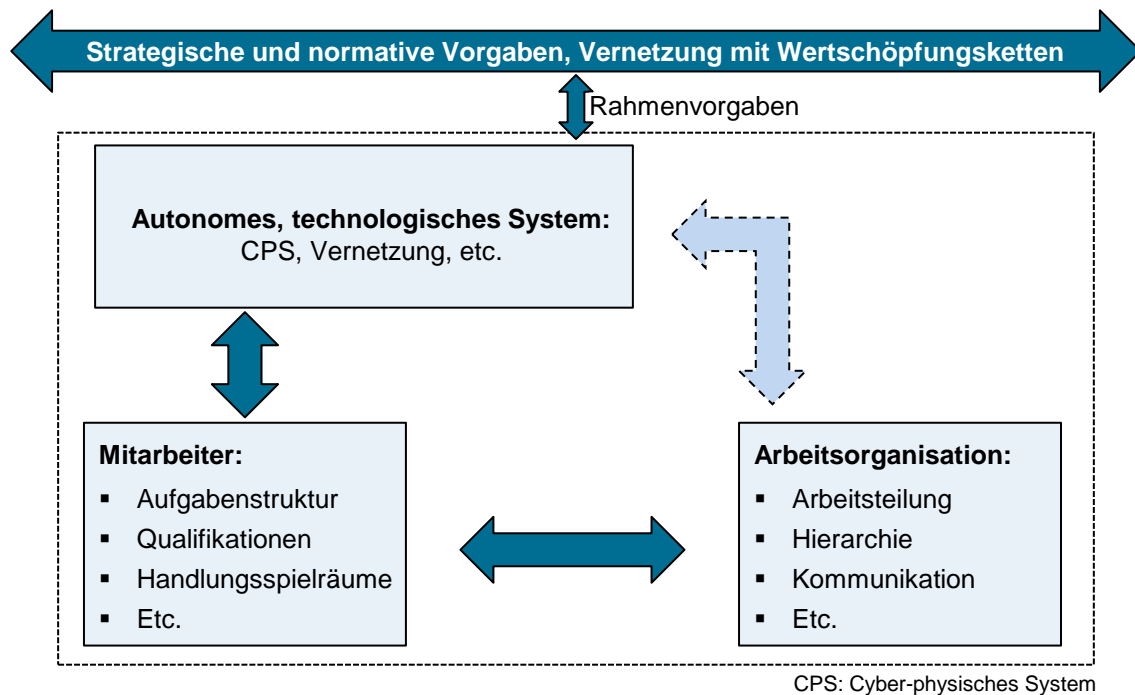 Strategische und normative Vorgaben, Vernetzung mit Wertschöpfungsketten
Rahmenvorgaben
Autonomes, technologisches System:
CPS, Vernetzung, etc.
Mitarbeiter:
▪ Aufgabenstruktur
▪ Qualifikationen
▪ Handlungsspielräume
▪ Etc.
Arbeitsorganisation:
▪ Arbeitsteilung
▪ Hierarchie
▪ Kommunikation
▪ Etc.
CPS: Cyber-physisches System